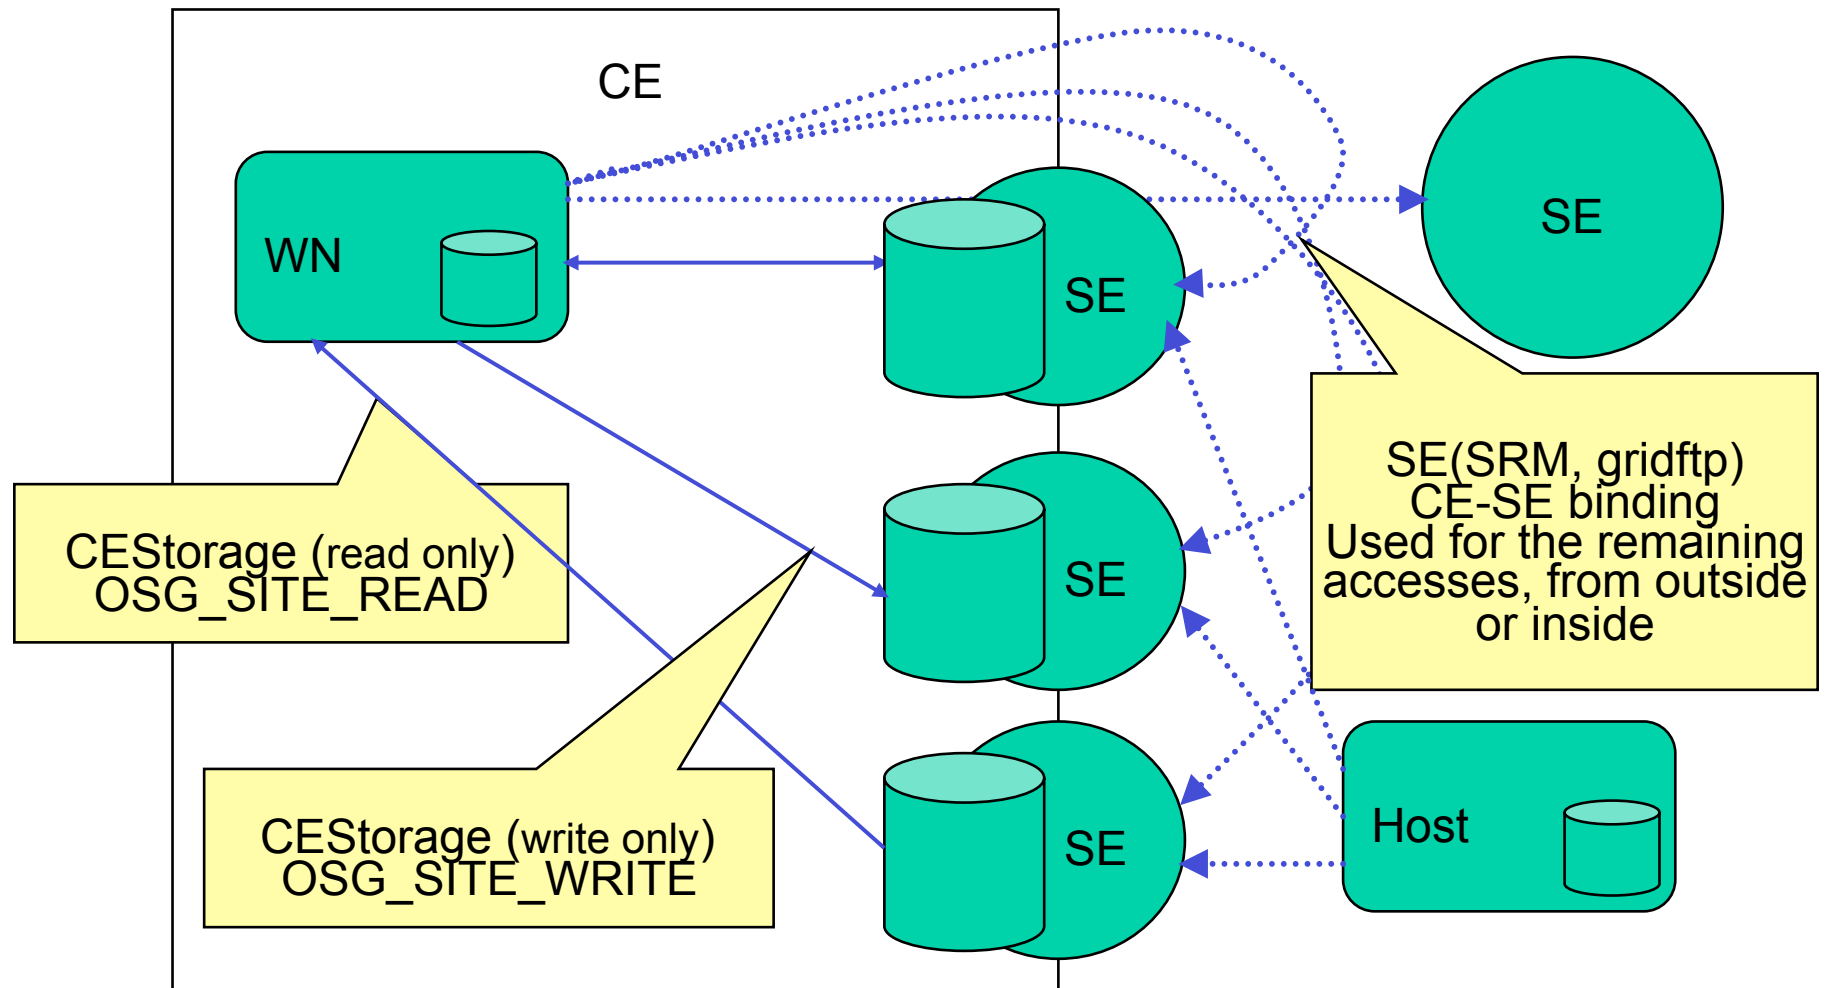 CE
WN
SE
SE
SE(SRM, gridftp)
CE-SE binding
Used for the remaining
accesses, from outside
or inside
CEStorage (read only)
OSG_SITE_READ
SE
CEStorage (write only)
OSG_SITE_WRITE
SE
Host